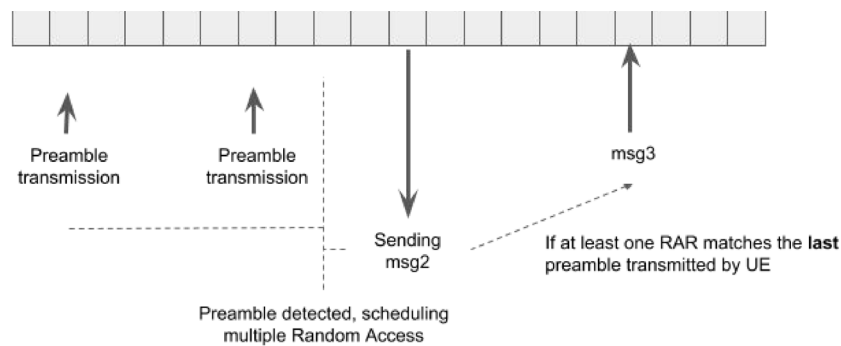 Preamble
transmission
Preamble
transmission
msg3
Sending
msg2
If at least one RAR matches the last
preamble transmitted by UE
Preamble detected, scheduling
multiple Random Access